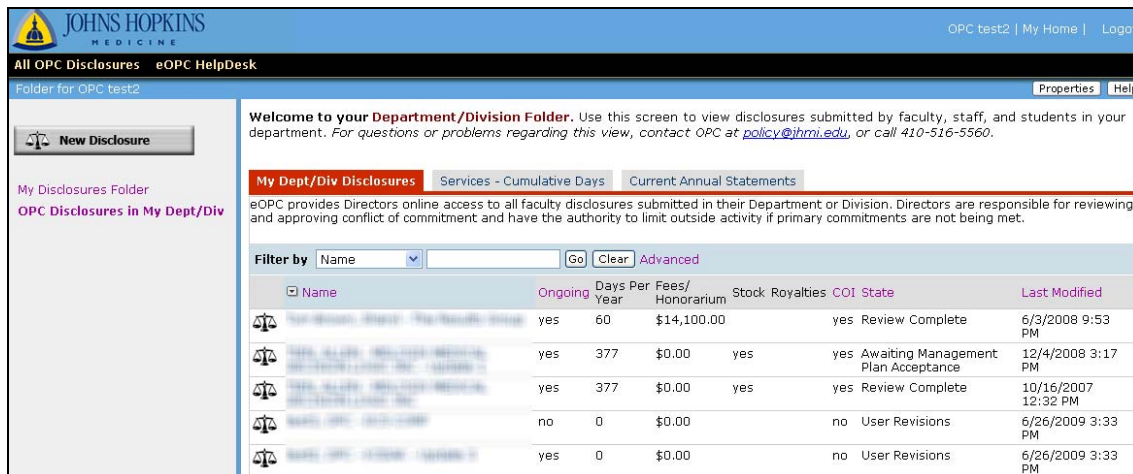 JOHNS HOPKINS
MEDICINE
OPC test2 | My Home | Logo
All OPC Disclosures eOPC HelpDesk
Folder for OPC test2
Properties Hel
New Disclosure
My Disclosures Folder
OPC Disclosures in My Dept/Div
Welcome to your Department/Division Folder. Use this screen to view disclosures submitted by faculty, staff, and students in your
department. For questions or problems regarding this view, contact OPC at policy@jhmi.edu, or call 410-516-5560.
My Dept/Div Disclosures Services - Cumulative Days Current Annual Statements
eOPC provides Directors online access to all faculty disclosures submitted in their Department or Division. Directors are responsible for reviewing
and approving conflict of commitment and have the authority to limit outside activity if primary commitments are not being met.
Filter by Name Go Clear Advanced
Name Ongoing Days Per Year Fees/ Honorarium Stock Royalties COI State Last Modified
yes 60 $14,100.00 yes Review Complete 6/3/2008 9:53 PM
yes 377 $0.00 yes yes Awaiting Management Plan Acceptance 12/4/2008 3:17 PM
yes 377 $0.00 yes yes Review Complete 10/16/2007 12:32 PM
no 0 $0.00 no User Revisions 6/26/2009 3:33 PM
yes 0 $0.00 no User Revisions 6/26/2009 3:33 PM